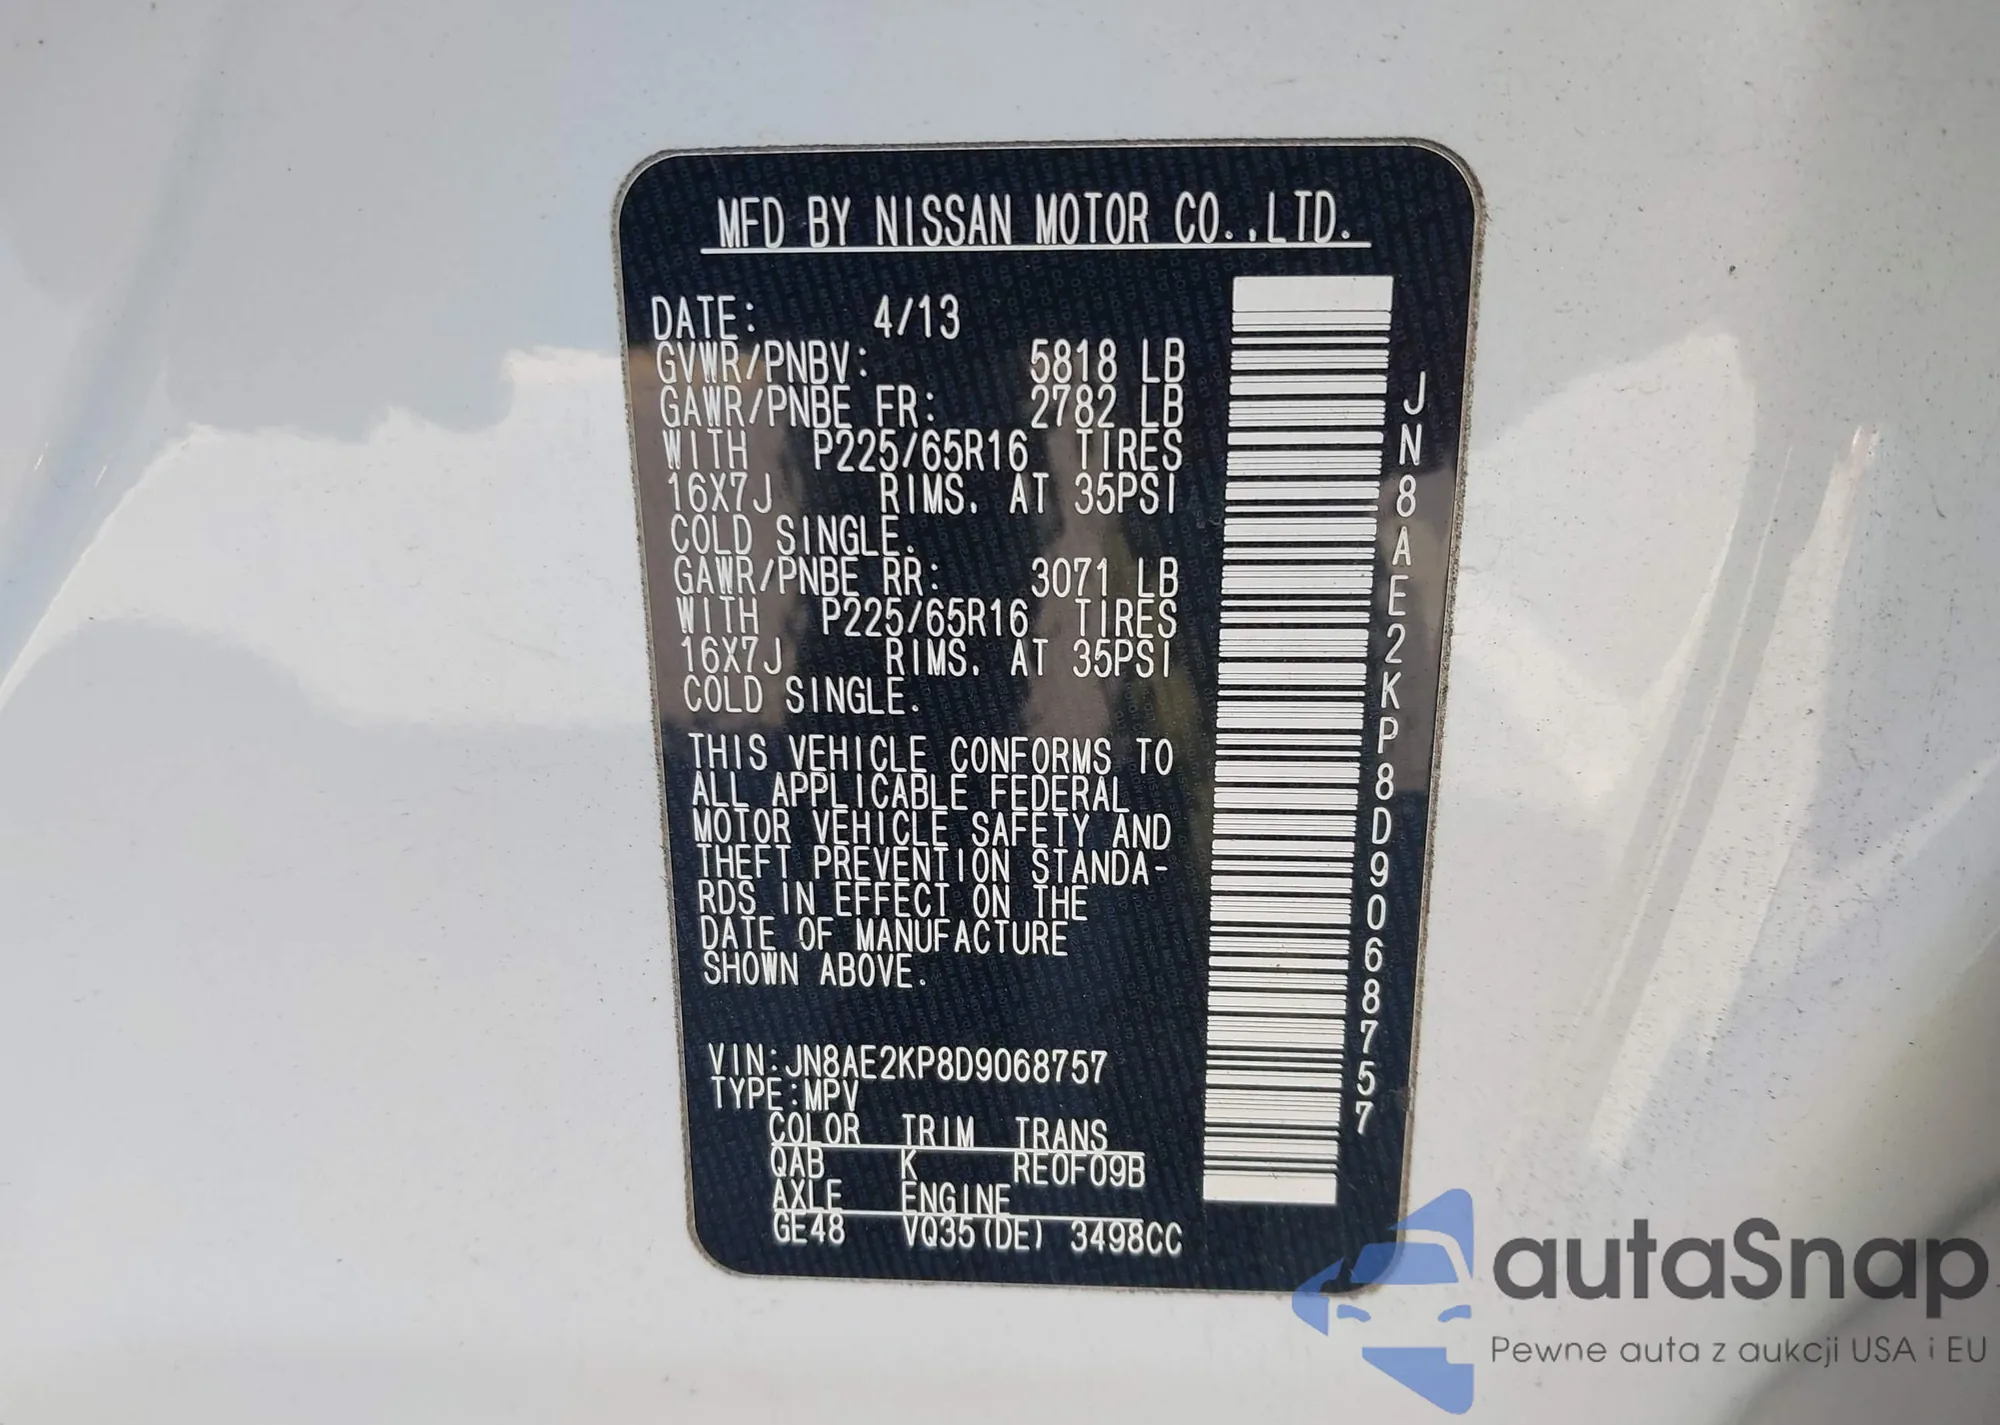 MFD BY NISSAN MOTOR CO.,LTD.
DATE: 4/13
GVWR/PNBV: 5818 LB
GAWR/PNBE FR: 2782 LB
WITH P225/65R16 TIRES
16X7J RIMS. AT 35PSI
COLD SINGLE.
GAWR/PNBE RR: 3071 LB
WITH P225/65R16 TIRES
16X7J RIMS. AT 35PSI
COLD SINGLE.
THIS VEHICLE CONFORMS TO
ALL APPLICABLE FEDERAL
MOTOR VEHICLE SAFETY AND
THEFT PREVENTION STANDA-
RDS IN EFFECT ON THE
DATE OF MANUFACTURE
SHOWN ABOVE.
VIN:JN8AE2KP8D9068757
TYPE:MPV
COLOR TRIM TRANS
QAB K RE0F09B
AXLE ENGINE
GE48 VQ35(DE) 3498CC
JN8AE2KP8D9068757
autaSnap
Pewne auta z aukcji USA i EU